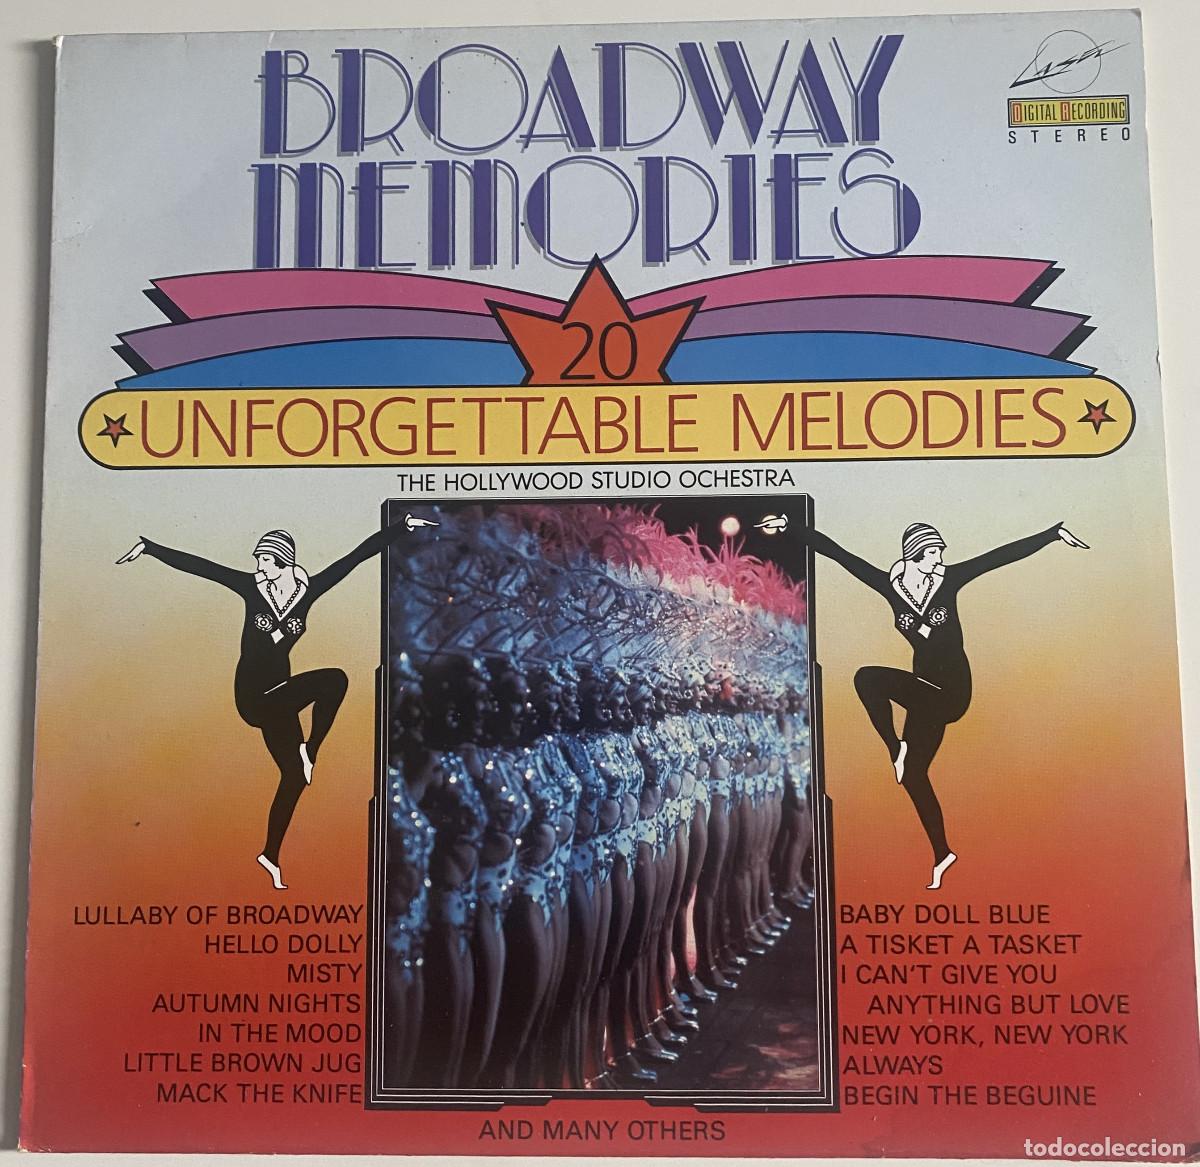 BROADWAY
MEMORIES
Laser
DIGITAL RECORDING
STEREO
20
UNFORGETTABLE MELODIES
THE HOLLYWOOD STUDIO OCHESTRA
LULLABY OF BROADWAY
HELLO DOLLY
MISTY
AUTUMN NIGHTS
IN THE MOOD
LITTLE BROWN JUG
MACK THE KNIFE
BABY DOLL BLUE
A TISKET A TASKET
I CAN'T GIVE YOU
ANYTHING BUT LOVE
NEW YORK, NEW YORK
ALWAYS
BEGIN THE BEGUINE
AND MANY OTHERS
todocoleccion